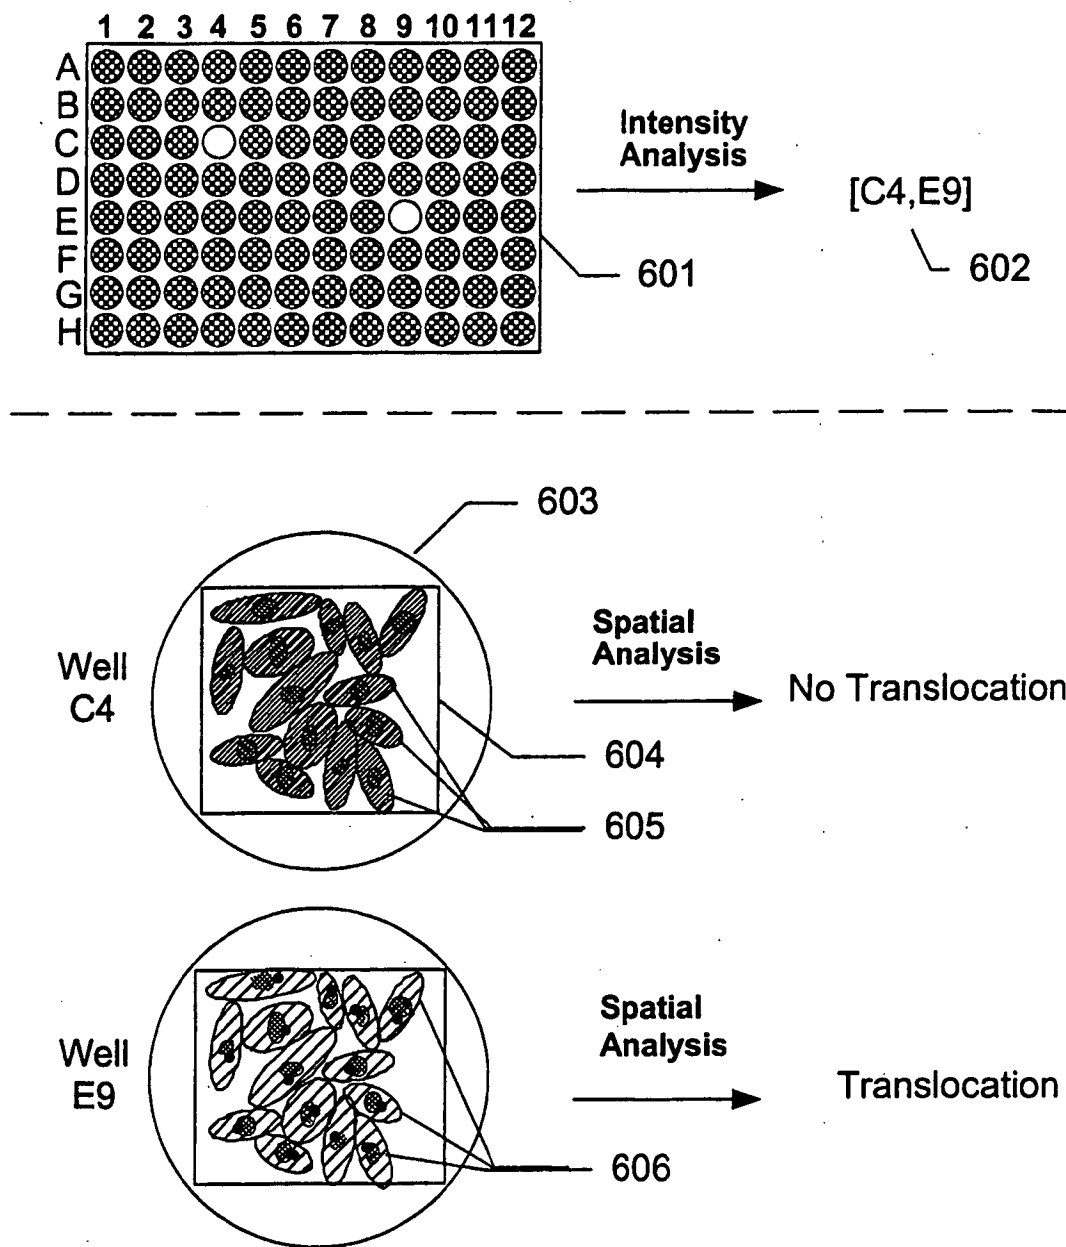 1 2 3 4 5 6 7 8 9 10 11 12
A
B
C
D
E
F
G
H
Intensity
Analysis
[C4,E9]
601
602
603
Well
C4
Spatial
Analysis
No Translocation
604
605
Well
E9
Spatial
Analysis
Translocation
606